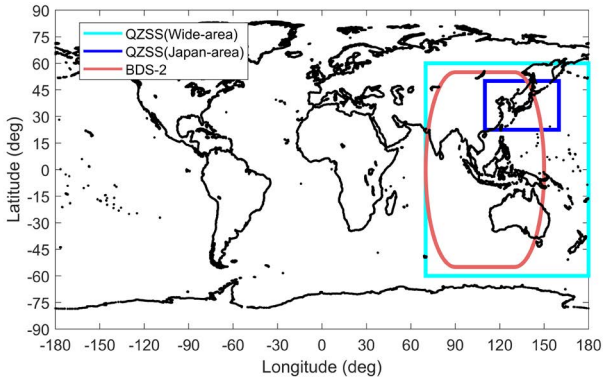 90
75
60
45
30
15
0
-15
-30
-45
-60
-75
-90
Latitude (deg)
QZSS(Wide-area)
QZSS(Japan-area)
BDS-2
-180 -150 -120 -90 -60 -30 0 30 60 90 120 150 180
Longitude (deg)